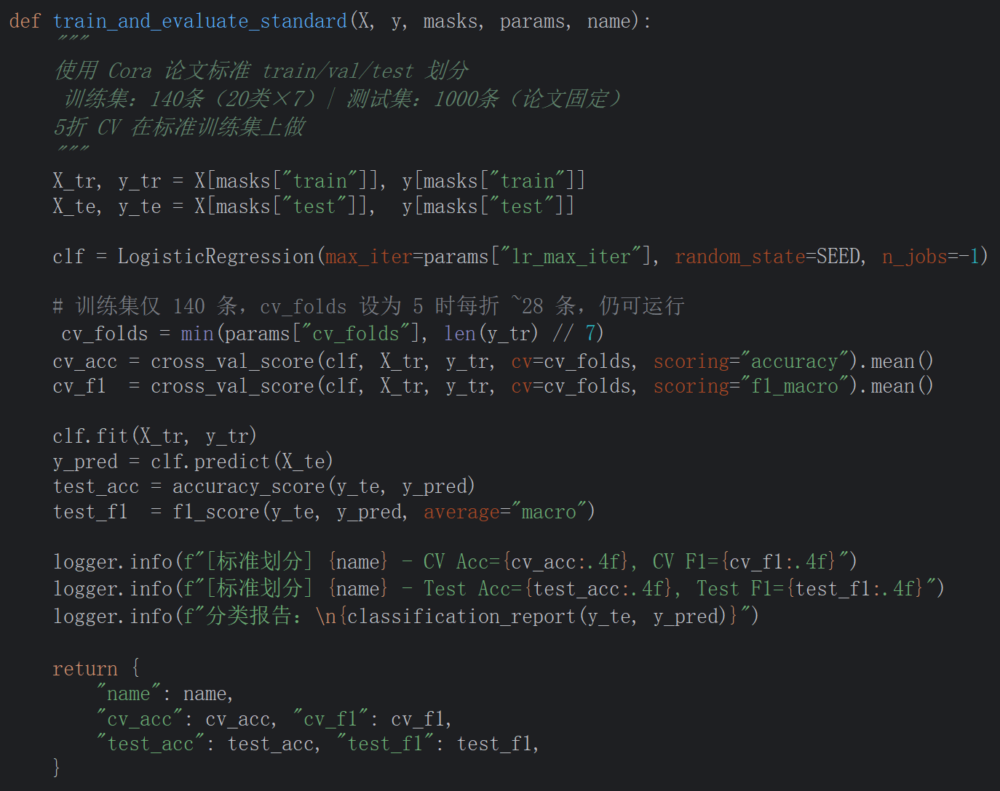 def train_and_evaluate_standard(X, y, masks, params, name):
    """
    使用 Cora 论文标准 train/val/test 划分
    训练集：140条（20类×7）| 测试集：1000条（论文固定）
    5折 CV 在标准训练集上做
    """
    X_tr, y_tr = X[masks["train"]], y[masks["train"]]
    X_te, y_te = X[masks["test"]],  y[masks["test"]]

    clf = LogisticRegression(max_iter=params["lr_max_iter"], random_state=SEED, n_jobs=-1)

    # 训练集仅 140 条，cv_folds 设为 5 时每折 ~28 条，仍可运行
    cv_folds = min(params["cv_folds"], len(y_tr) // 7)
    cv_acc = cross_val_score(clf, X_tr, y_tr, cv=cv_folds, scoring="accuracy").mean()
    cv_f1  = cross_val_score(clf, X_tr, y_tr, cv=cv_folds, scoring="f1_macro").mean()

    clf.fit(X_tr, y_tr)
    y_pred = clf.predict(X_te)
    test_acc = accuracy_score(y_te, y_pred)
    test_f1  = f1_score(y_te, y_pred, average="macro")

    logger.info(f"[标准划分] {name} - CV Acc={cv_acc:.4f}, CV F1={cv_f1:.4f}")
    logger.info(f"[标准划分] {name} - Test Acc={test_acc:.4f}, Test F1={test_f1:.4f}")
    logger.info(f"分类报告：\n{classification_report(y_te, y_pred)}")

    return {
        "name": name,
        "cv_acc": cv_acc, "cv_f1": cv_f1,
        "test_acc": test_acc, "test_f1": test_f1,
    }